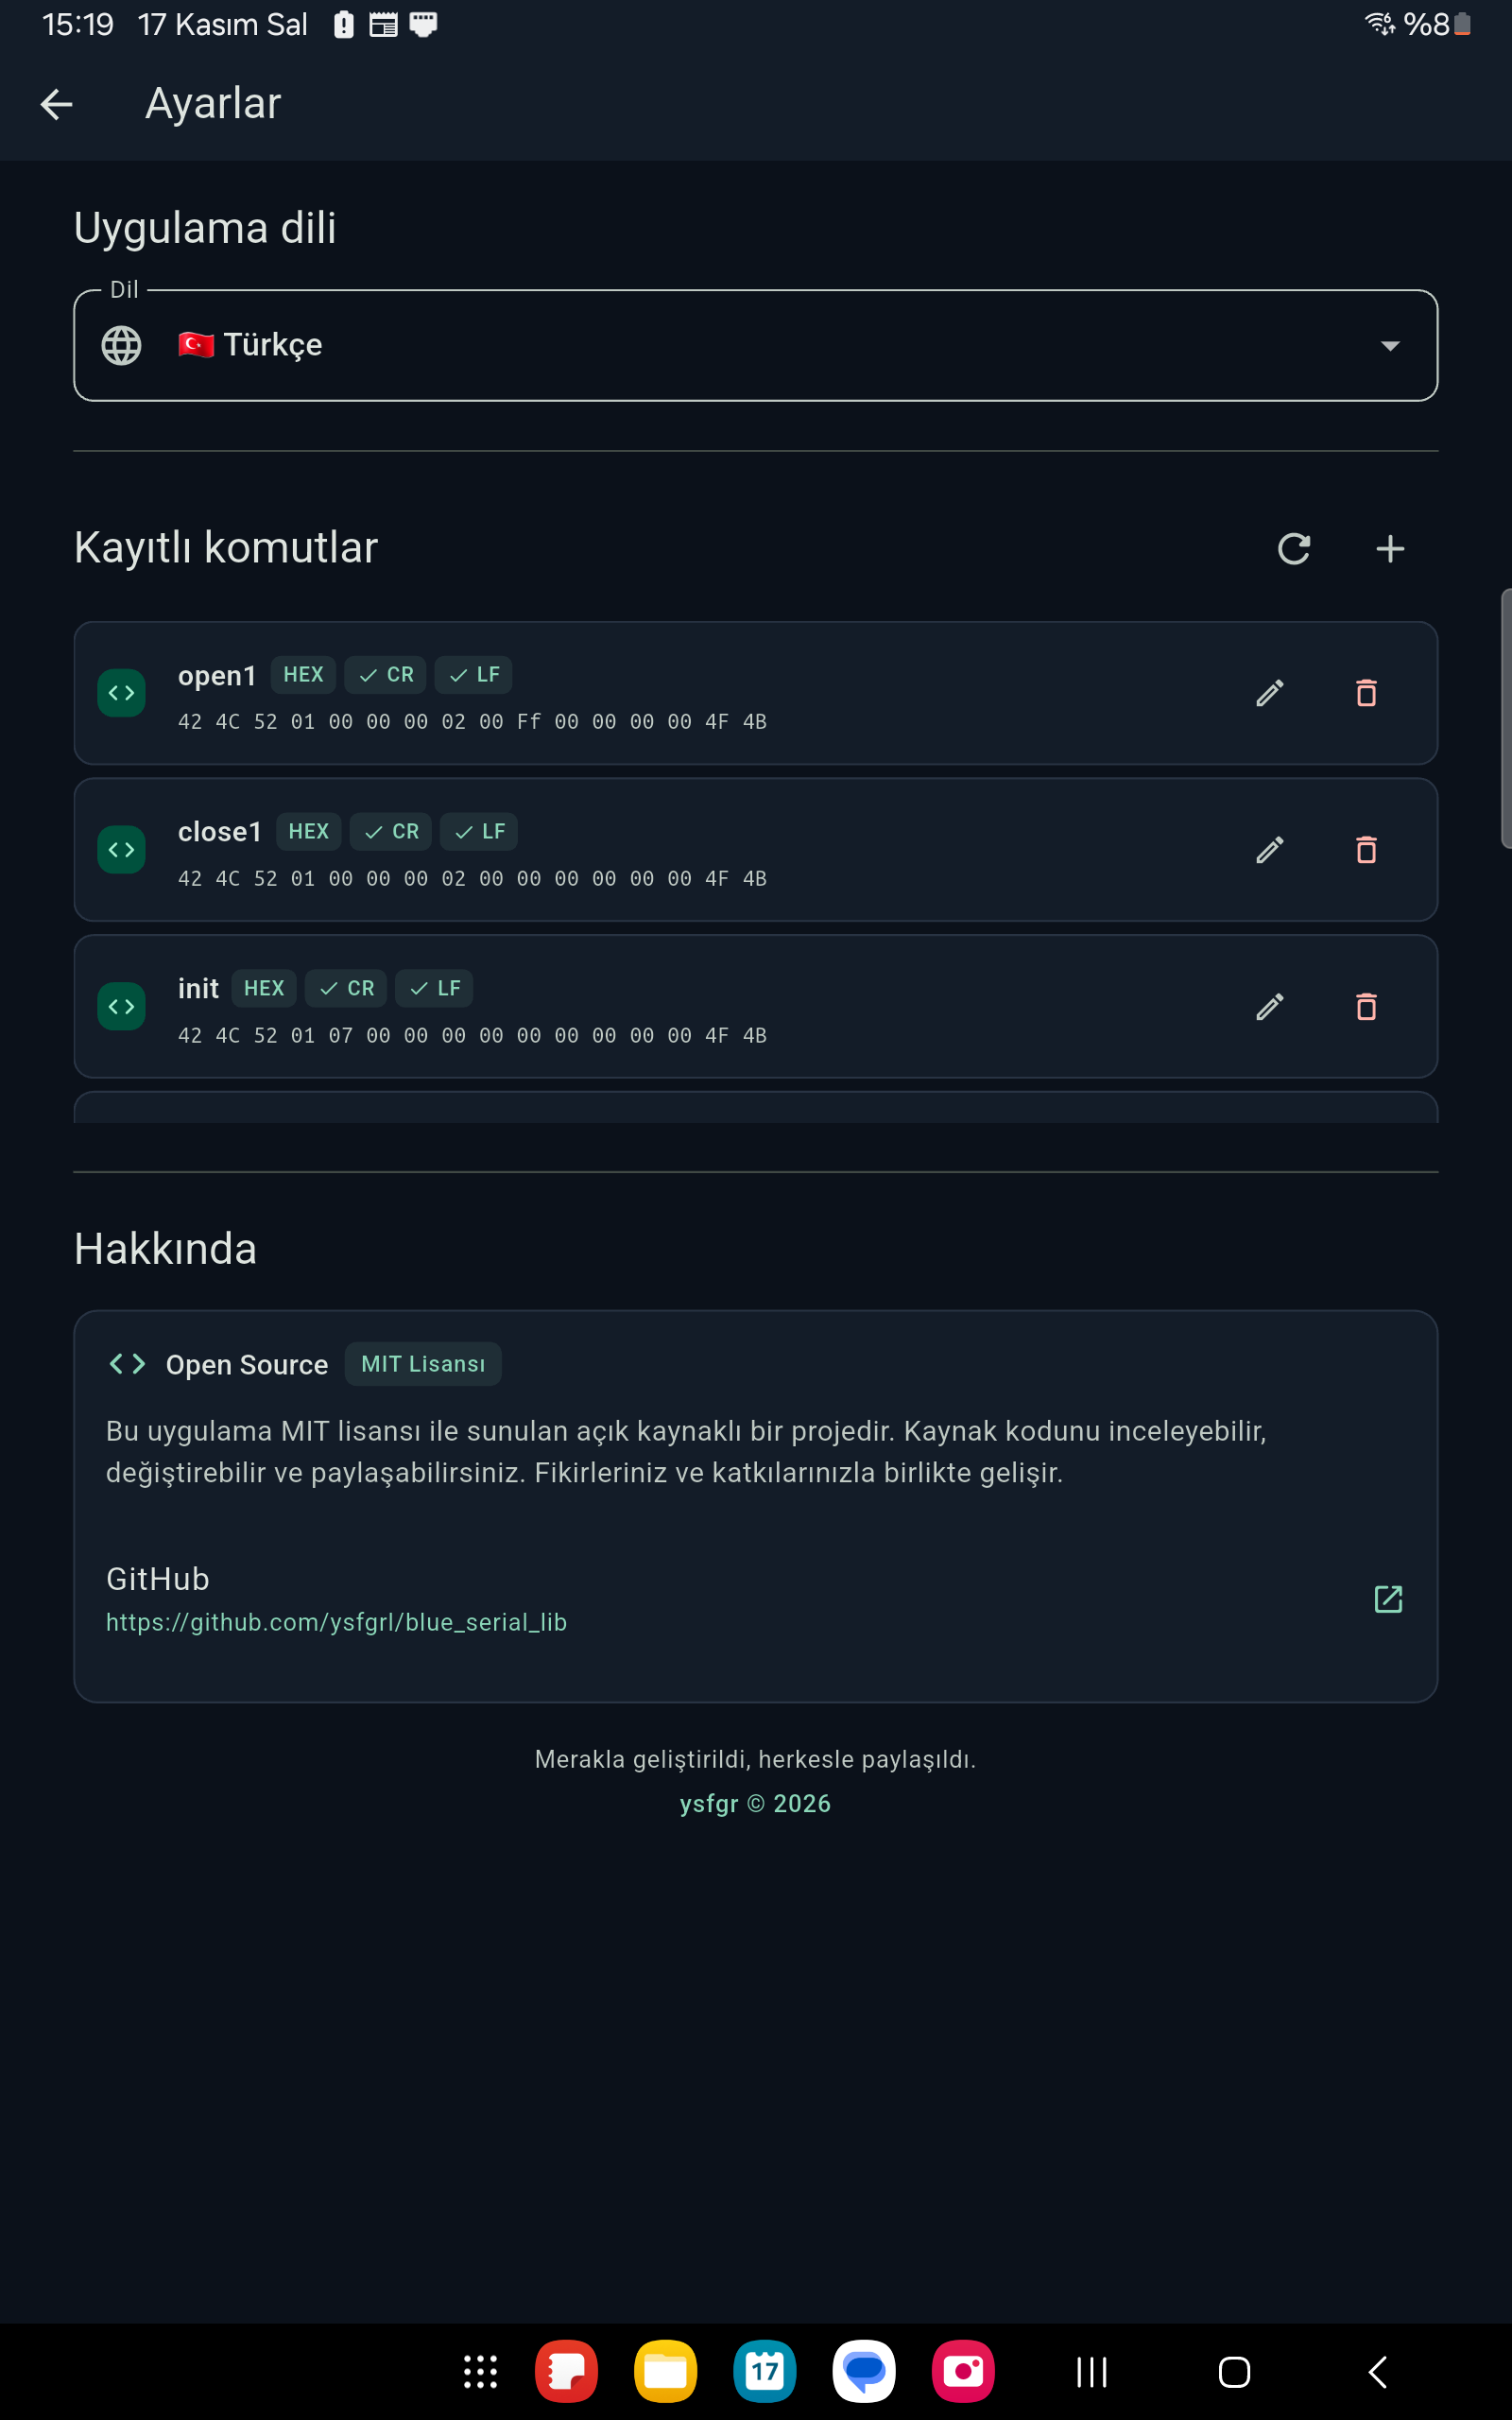 15:19 17 Kasım Sal %8
Ayarlar
Uygulama dili
Dil
Türkçe
Kayıtlı komutlar
open1 HEX CR LF
42 4C 52 01 00 00 00 02 00 Ff 00 00 00 00 4F 4B
close1 HEX CR LF
42 4C 52 01 00 00 00 02 00 00 00 00 00 00 4F 4B
init HEX CR LF
42 4C 52 01 07 00 00 00 00 00 00 00 00 00 4F 4B
Hakkında
Open Source MIT Lisansı
Bu uygulama MIT lisansı ile sunulan açık kaynaklı bir projedir. Kaynak kodunu inceleyebilir,
değiştirebilir ve paylaşabilirsiniz. Fikirleriniz ve katkılarınızla birlikte gelişir.
GitHub
https://github.com/ysfgrl/blue_serial_lib
Merakla geliştirildi, herkesle paylaşıldı.
ysfgr © 2026
17